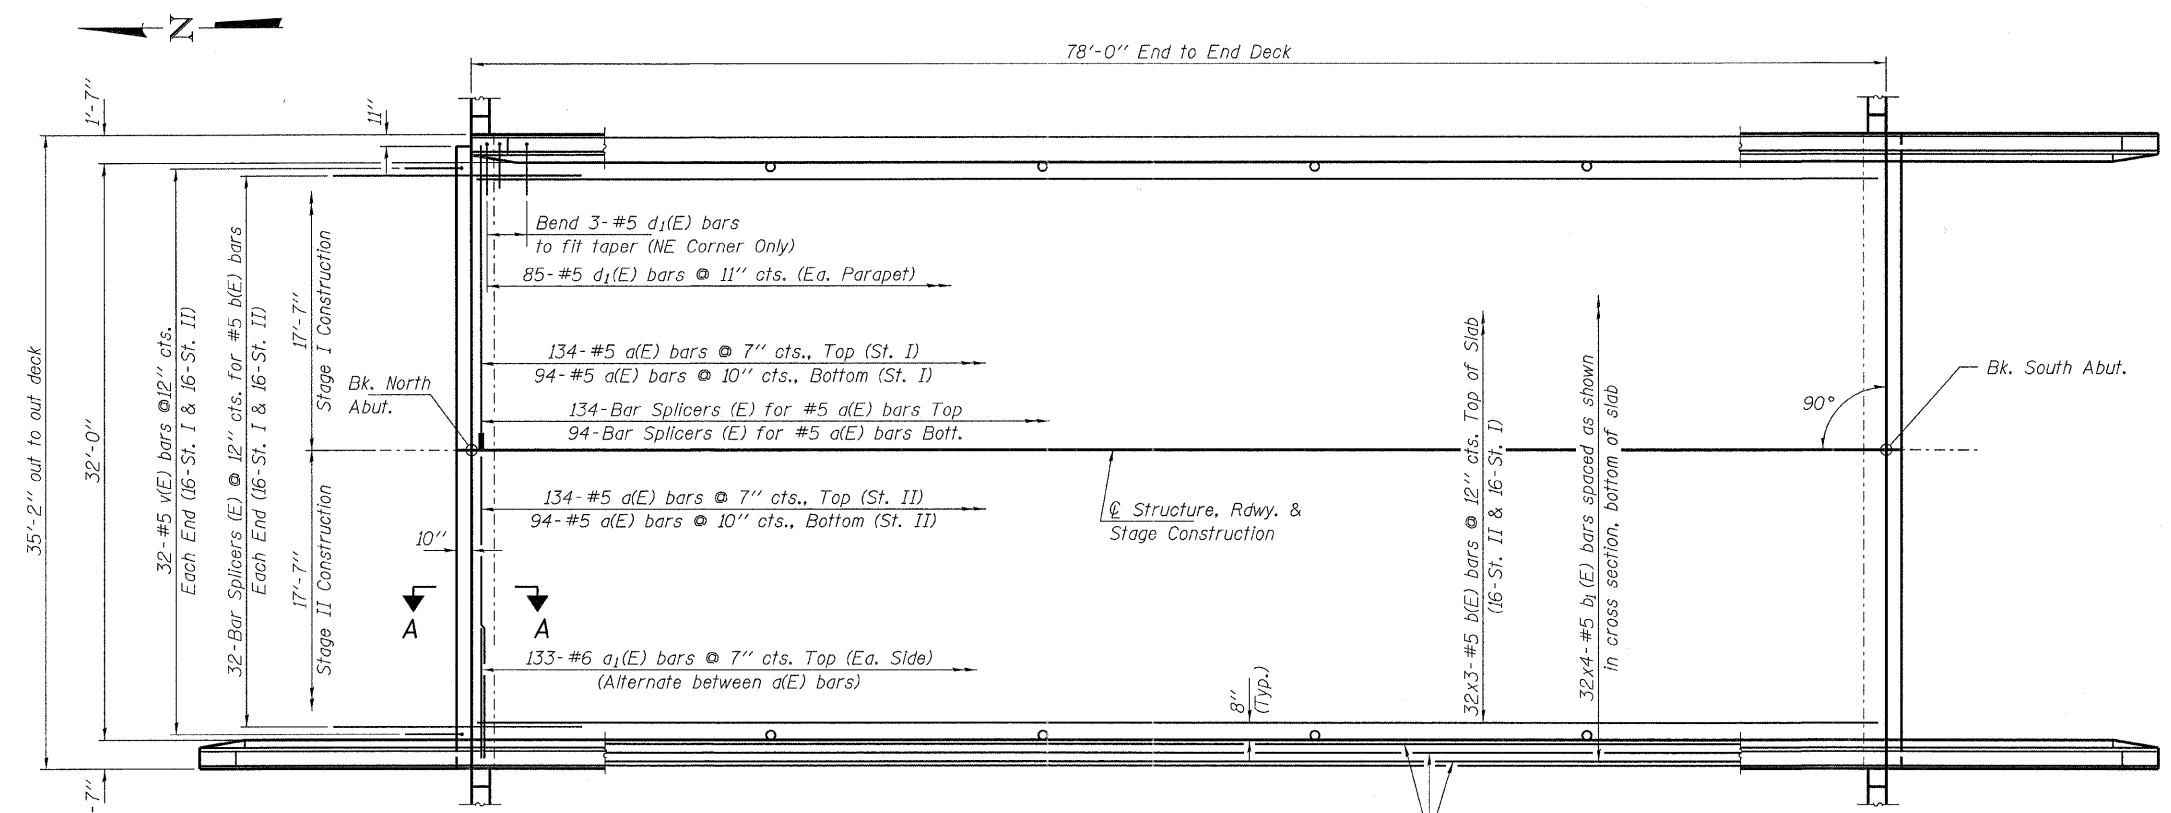 N
78'-0" End to End Deck
1'-7"
11"
35'-2" out to out deck
32'-0"
32-#5 v(E) bars @12" cts.
Each End (16-St. I & 16-St. II)
32-Bar Splicers (E) @ 12" cts. for #5 b(E) bars
Each End (16-St. I & 16-St. II)
17'-7"
Stage I Construction
17'-7"
Stage II Construction
Bend 3-#5 d1(E) bars
to fit taper (NE Corner Only)
85-#5 d1(E) bars @ 11" cts. (Ea. Parapet)
134-#5 a(E) bars @ 7" cts., Top (St. I)
94-#5 a(E) bars @ 10" cts., Bottom (St. I)
Bk. North
Abut.
134-Bar Splicers (E) for #5 a(E) bars Top
94-Bar Splicers (E) for #5 a(E) bars Bott.
134-#5 a(E) bars @ 7" cts., Top (St. II)
94-#5 a(E) bars @ 10" cts., Bottom (St. II)
10"
A
A
133-#6 a1(E) bars @ 7" cts. Top (Ea. Side)
(Alternate between a(E) bars)
℄ Structure, Rdwy. &
Stage Construction
8"
(Typ.)
32x3-#5 b(E) bars @ 12" cts. Top of Slab
(16-St. II & 16-St. I)
32x4-#5 b1(E) bars spaced as shown
in cross section, bottom of slab
90°
Bk. South Abut.
-7"